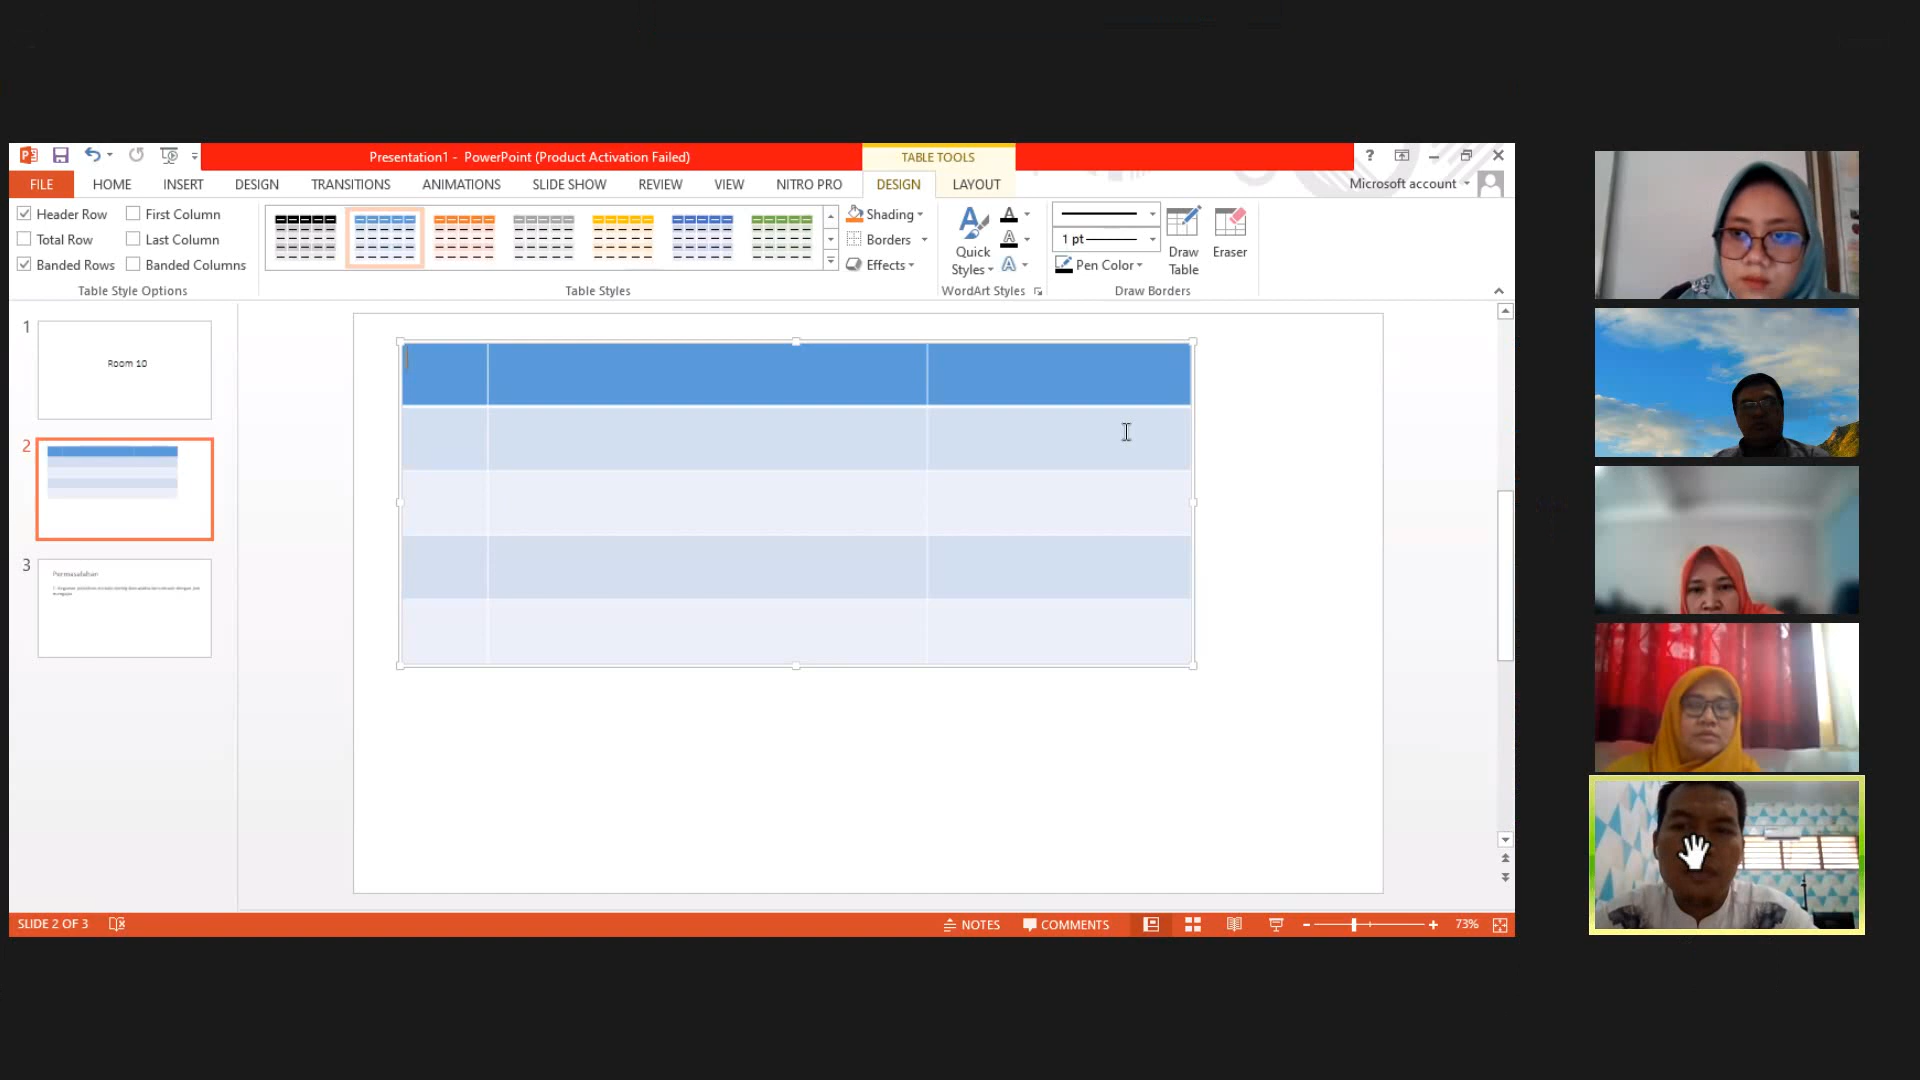 Presentation1 - PowerPoint (Product Activation Failed)
TABLE TOOLS
?
FILE
HOME
INSERT
DESIGN
TRANSITIONS
ANIMATIONS
SLIDE SHOW
REVIEW
VIEW
NITRO PRO
DESIGN
LAYOUT
Microsoft account
Header Row
First Column
Total Row
Last Column
Banded Rows
Banded Columns
Table Style Options
Table Styles
Shading
Borders
Effects
Quick
Styles
WordArt Styles
1 pt
Pen Color
Draw
Table
Eraser
Draw Borders
1
Room 10
2
3
Permasalahan
SLIDE 2 OF 3
NOTES
COMMENTS
73%